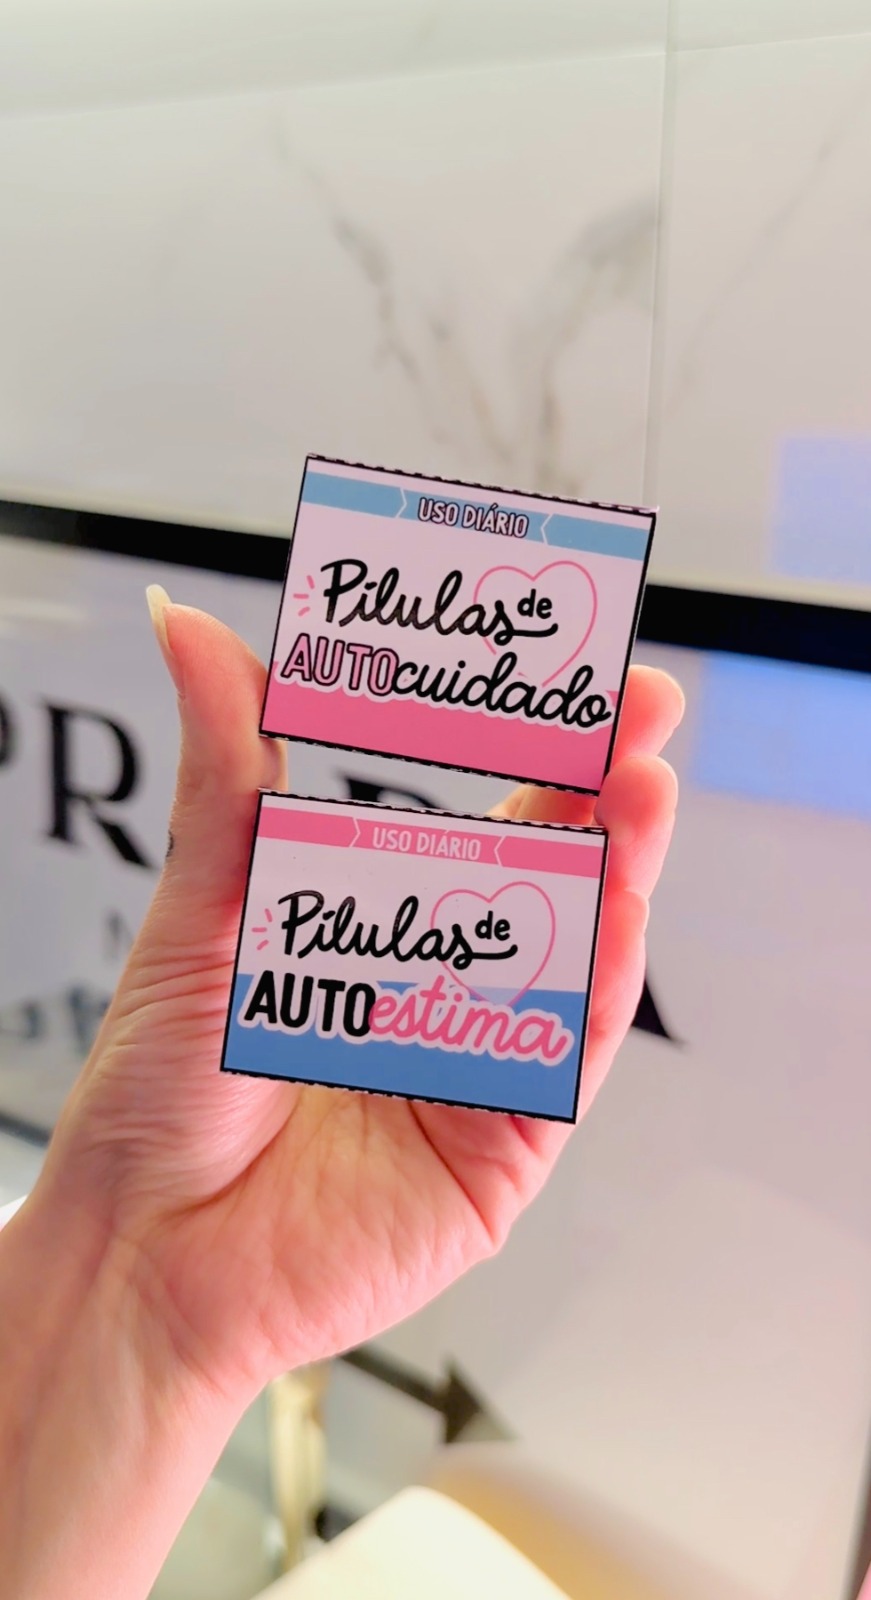 USO DIÁRIO
Pílulas de
AUTOcuidado
USO DIÁRIO
Pílulas de
AUTOestima